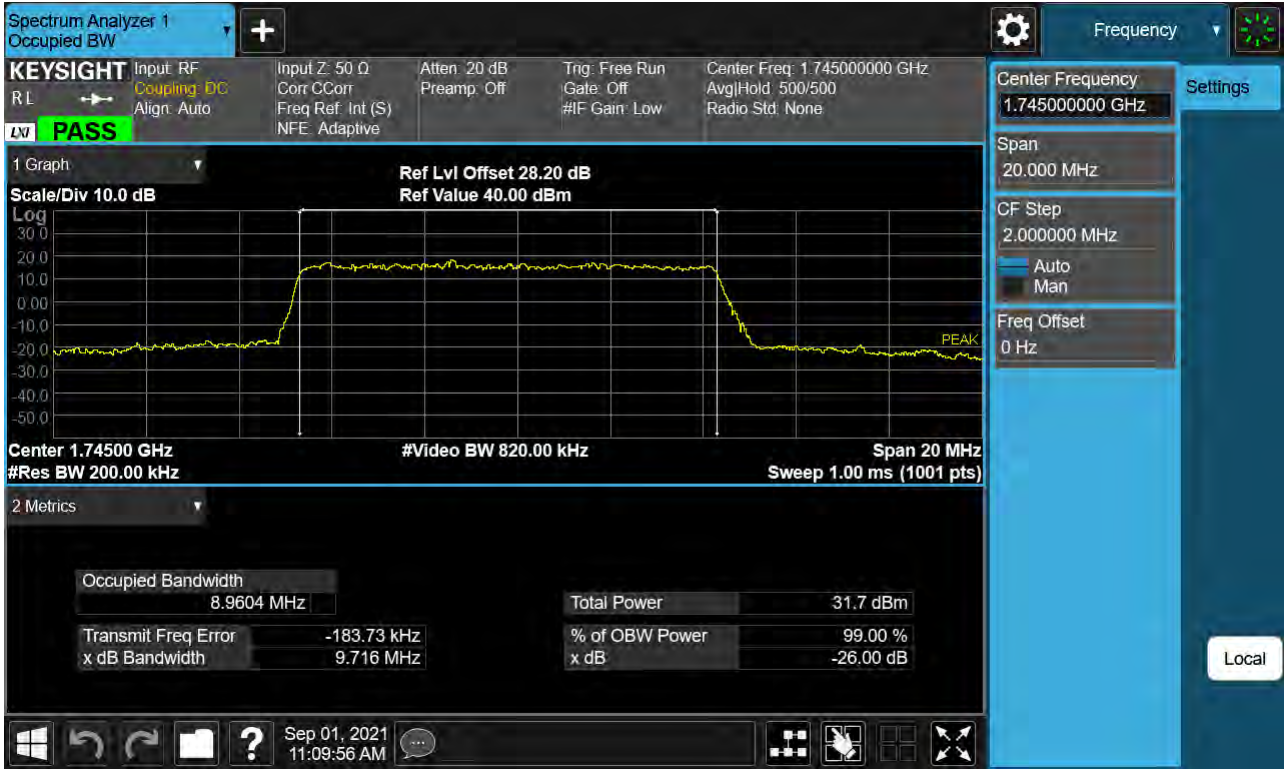 Spectrum Analyzer 1
Occupied BW
+
Frequency
KEYSIGHT
RL
LXI PASS
Input: RF
Coupling: DC
Align: Auto
Input Z: 50 Ω
Corr CCorr
Freq Ref: Int (S)
NFE: Adaptive
Atten: 20 dB
Preamp: Off
Trig: Free Run
Gate: Off
#IF Gain: Low
Center Freq: 1.745000000 GHz
Avg|Hold: 500/500
Radio Std: None
1 Graph
Scale/Div 10.0 dB
Ref Lvl Offset 28.20 dB
Ref Value 40.00 dBm
Log
30.0
20.0
10.0
0.00
-10.0
-20.0
-30.0
-40.0
-50.0
PEAK
Center 1.74500 GHz
#Video BW 820.00 kHz
Span 20 MHz
#Res BW 200.00 kHz
Sweep 1.00 ms (1001 pts)
2 Metrics
Occupied Bandwidth
8.9604 MHz
Transmit Freq Error -183.73 kHz
x dB Bandwidth 9.716 MHz
Total Power 31.7 dBm
% of OBW Power 99.00 %
x dB -26.00 dB
Center Frequency
1.745000000 GHz
Span
20.000 MHz
CF Step
2.000000 MHz
Auto
Man
Freq Offset
0 Hz
Settings
Local
?
Sep 01, 2021
11:09:56 AM